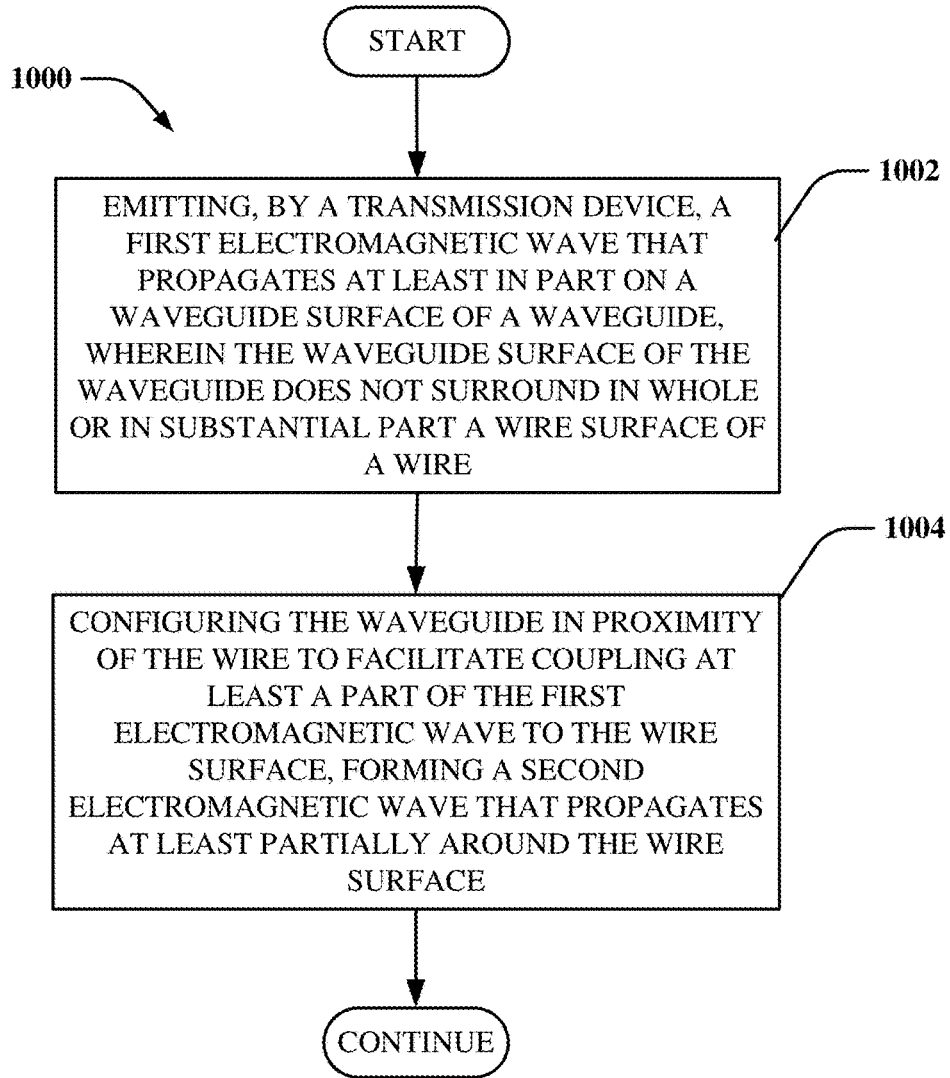 START
1000
1002
EMITTING, BY A TRANSMISSION DEVICE, A
FIRST ELECTROMAGNETIC WAVE THAT
PROPAGATES AT LEAST IN PART ON A
WAVEGUIDE SURFACE OF A WAVEGUIDE,
WHEREIN THE WAVEGUIDE SURFACE OF THE
WAVEGUIDE DOES NOT SURROUND IN WHOLE
OR IN SUBSTANTIAL PART A WIRE SURFACE OF
A WIRE
1004
CONFIGURING THE WAVEGUIDE IN PROXIMITY
OF THE WIRE TO FACILITATE COUPLING AT
LEAST A PART OF THE FIRST
ELECTROMAGNETIC WAVE TO THE WIRE
SURFACE, FORMING A SECOND
ELECTROMAGNETIC WAVE THAT PROPAGATES
AT LEAST PARTIALLY AROUND THE WIRE
SURFACE
CONTINUE